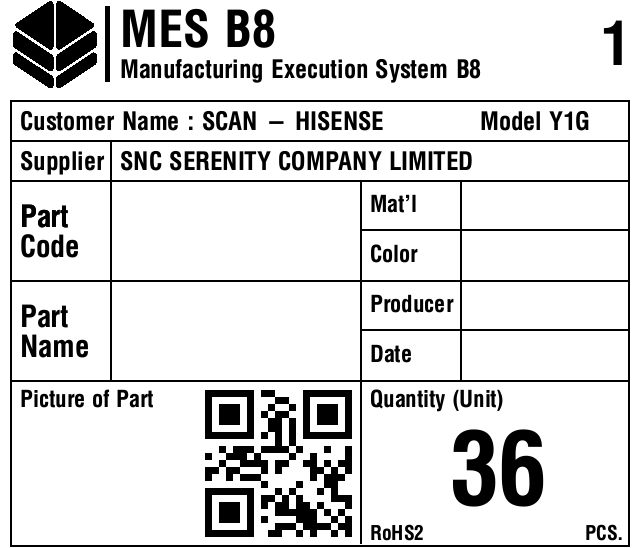 MES B8
Manufacturing Execution System B8
1
Customer Name : SCAN – HISENSE Model Y1G
Supplier SNC SERENITY COMPANY LIMITED
Part Code
Mat'l
Color
Part Name
Producer
Date
Picture of Part
Quantity (Unit)
36
RoHS2 PCS.